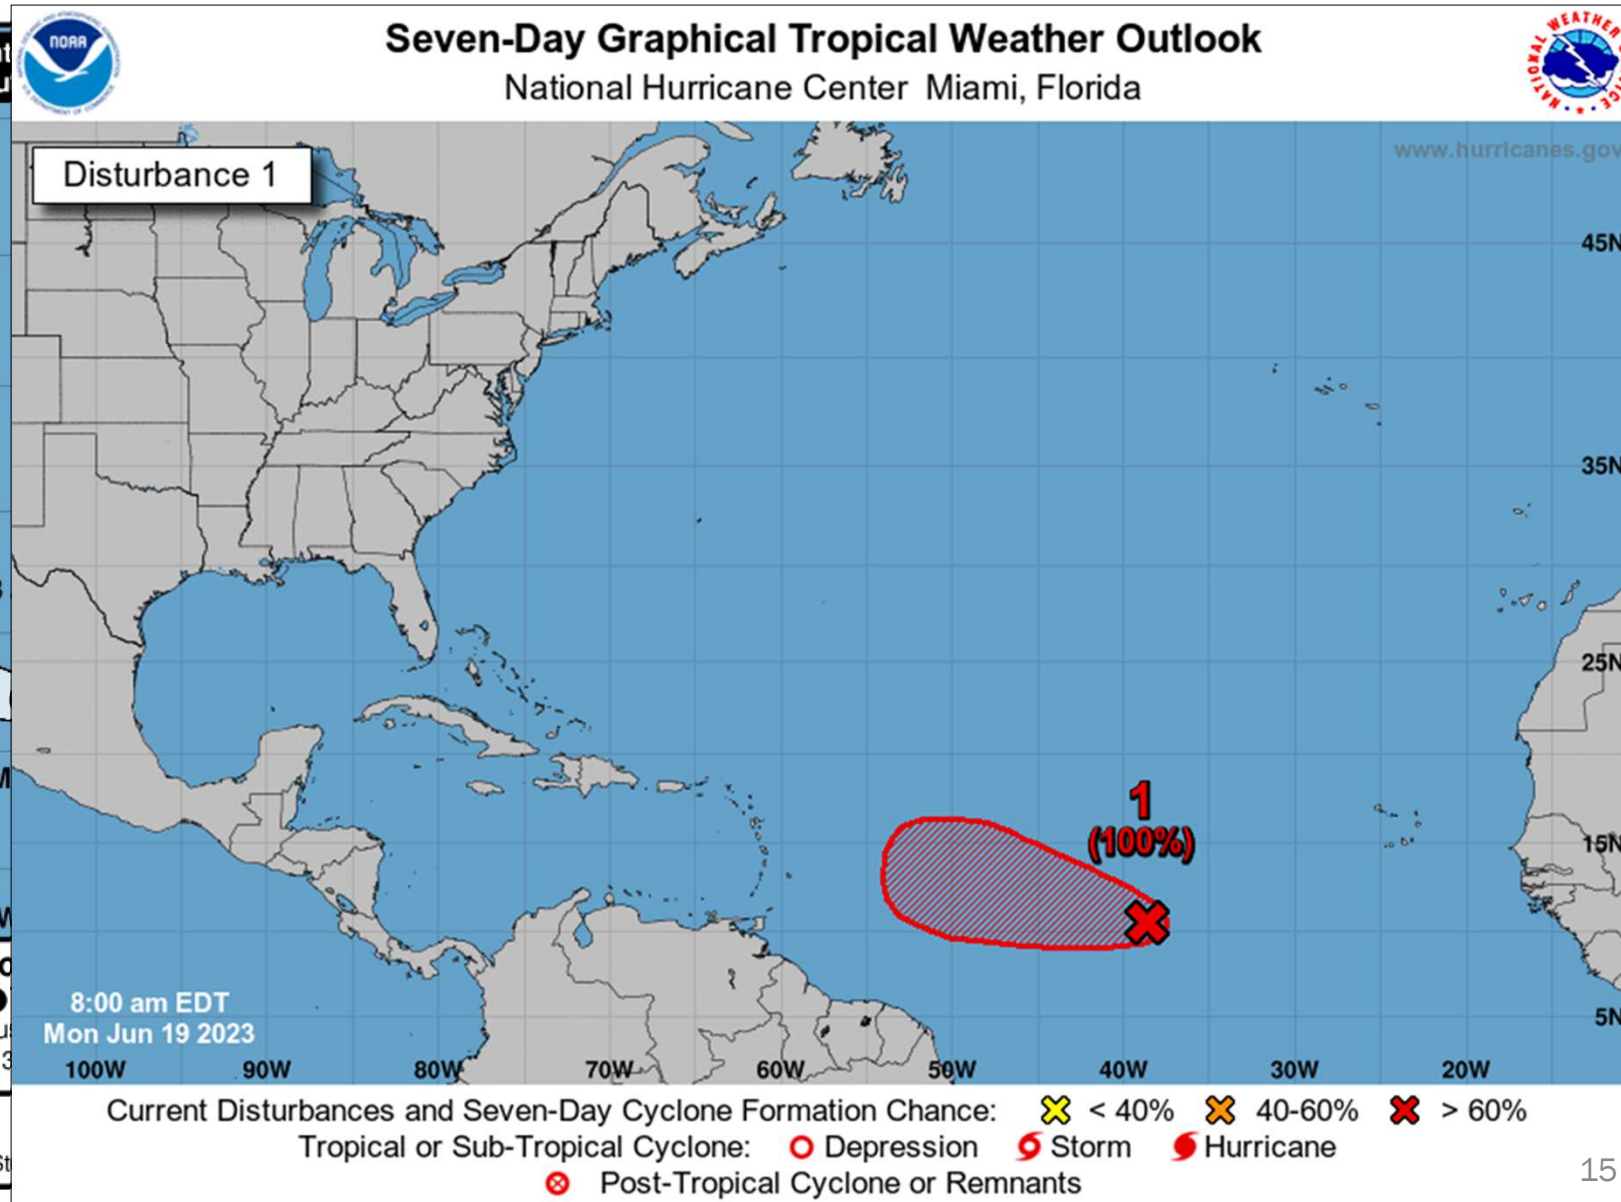 Seven-Day Graphical Tropical Weather Outlook
National Hurricane Center Miami, Florida
NOAA
www.hurricanes.gov
Disturbance 1
45N
35N
25N
1
(100%)
15N
8:00 am EDT
Mon Jun 19 2023
5N
100W 90W 80W 70W 60W 50W 40W 30W 20W
Current Disturbances and Seven-Day Cyclone Formation Chance: < 40% 40-60% > 60%
Tropical or Sub-Tropical Cyclone: Depression Storm Hurricane
Post-Tropical Cyclone or Remnants
15